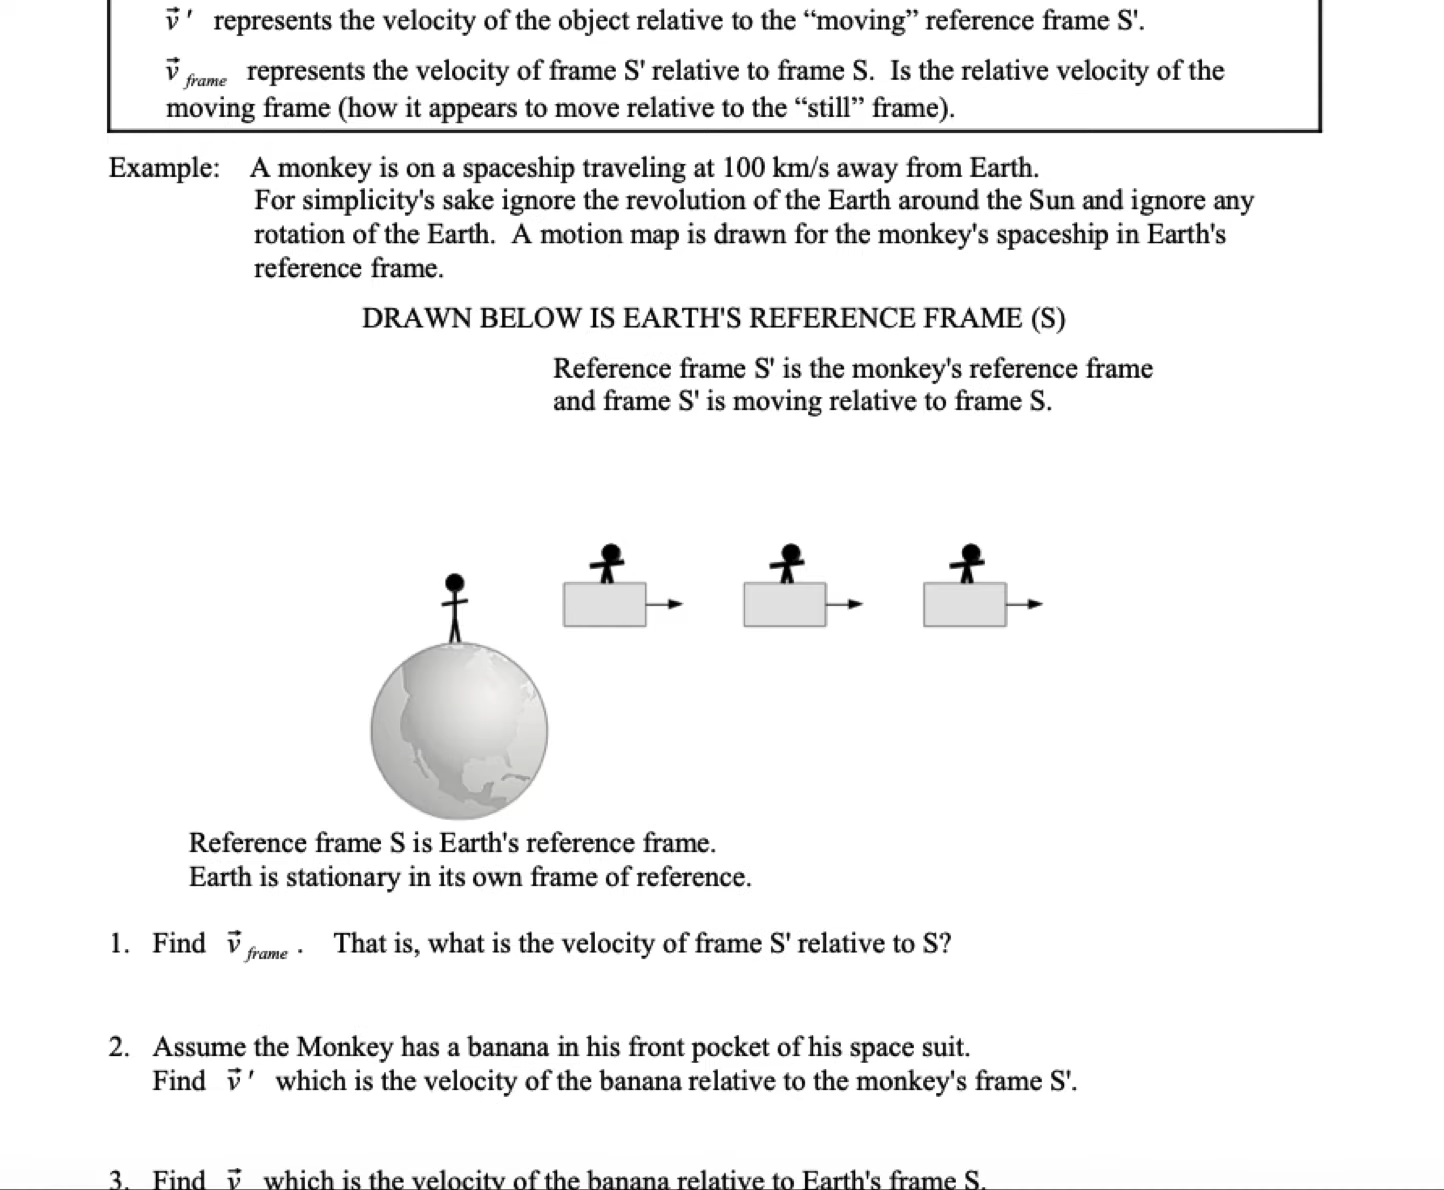 v⃗ ′ represents the velocity of the object relative to the “moving” reference frame S'.
v⃗ frame represents the velocity of frame S' relative to frame S. Is the relative velocity of the
moving frame (how it appears to move relative to the “still” frame).
Example: A monkey is on a spaceship traveling at 100 km/s away from Earth.
For simplicity's sake ignore the revolution of the Earth around the Sun and ignore any
rotation of the Earth. A motion map is drawn for the monkey's spaceship in Earth's
reference frame.
DRAWN BELOW IS EARTH'S REFERENCE FRAME (S)
Reference frame S' is the monkey's reference frame
and frame S' is moving relative to frame S.
Reference frame S is Earth's reference frame.
Earth is stationary in its own frame of reference.
1. Find v⃗ frame . That is, what is the velocity of frame S' relative to S?
2. Assume the Monkey has a banana in his front pocket of his space suit.
Find v⃗ ′ which is the velocity of the banana relative to the monkey's frame S'.
3. Find v⃗ which is the velocity of the banana relative to Earth's frame S.